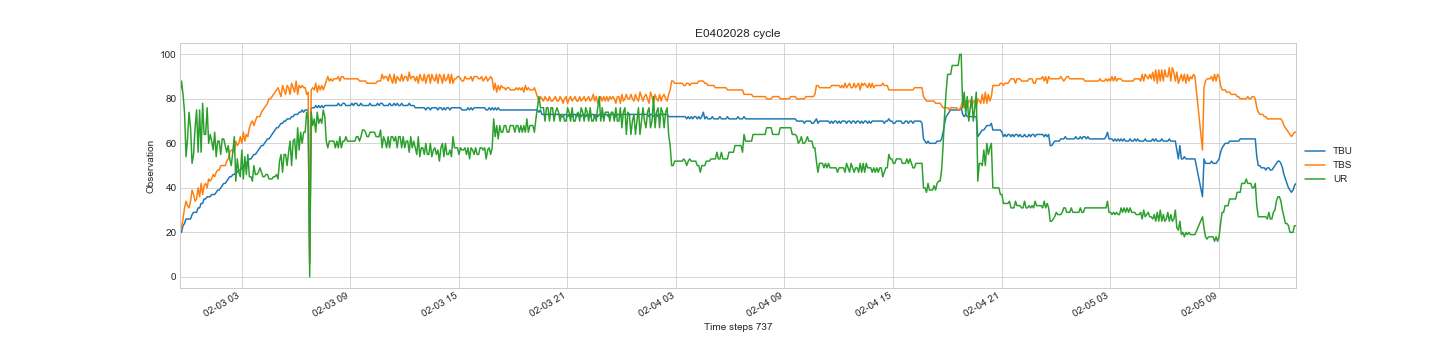 E0402028 cycle
100
80
60
40
20
0
Observation
02-03 03
02-03 09
02-03 15
02-03 21
02-04 03
02-04 09
02-04 15
02-04 21
02-05 03
02-05 09
Time steps 737
TBU
TBS
UR